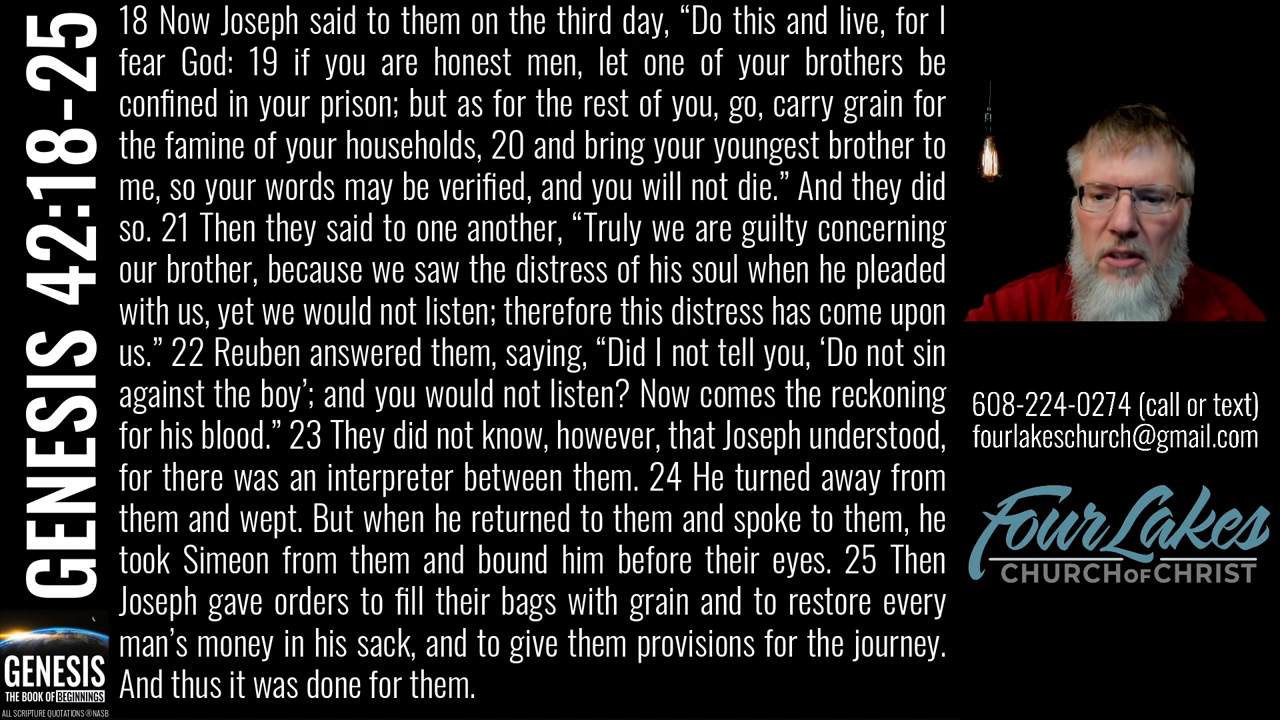 GENESIS 42:18-25
18 Now Joseph said to them on the third day, “Do this and live, for I
fear God: 19 if you are honest men, let one of your brothers be
confined in your prison; but as for the rest of you, go, carry grain for
the famine of your households, 20 and bring your youngest brother to
me, so your words may be verified, and you will not die.” And they did
so. 21 Then they said to one another, “Truly we are guilty concerning
our brother, because we saw the distress of his soul when he pleaded
with us, yet we would not listen; therefore this distress has come upon
us.” 22 Reuben answered them, saying, “Did I not tell you, ‘Do not sin
against the boy’; and you would not listen? Now comes the reckoning
for his blood.” 23 They did not know, however, that Joseph understood,
for there was an interpreter between them. 24 He turned away from
them and wept. But when he returned to them and spoke to them, he
took Simeon from them and bound him before their eyes. 25 Then
Joseph gave orders to fill their bags with grain and to restore every
man’s money in his sack, and to give them provisions for the journey.
And thus it was done for them.
GENESIS
THE BOOK OF BEGINNINGS
ALL SCRIPTURE QUOTATIONS ® NASB
608-224-0274 (call or text)
fourlakeschurch@gmail.com
Four Lakes
CHURCH OF CHRIST